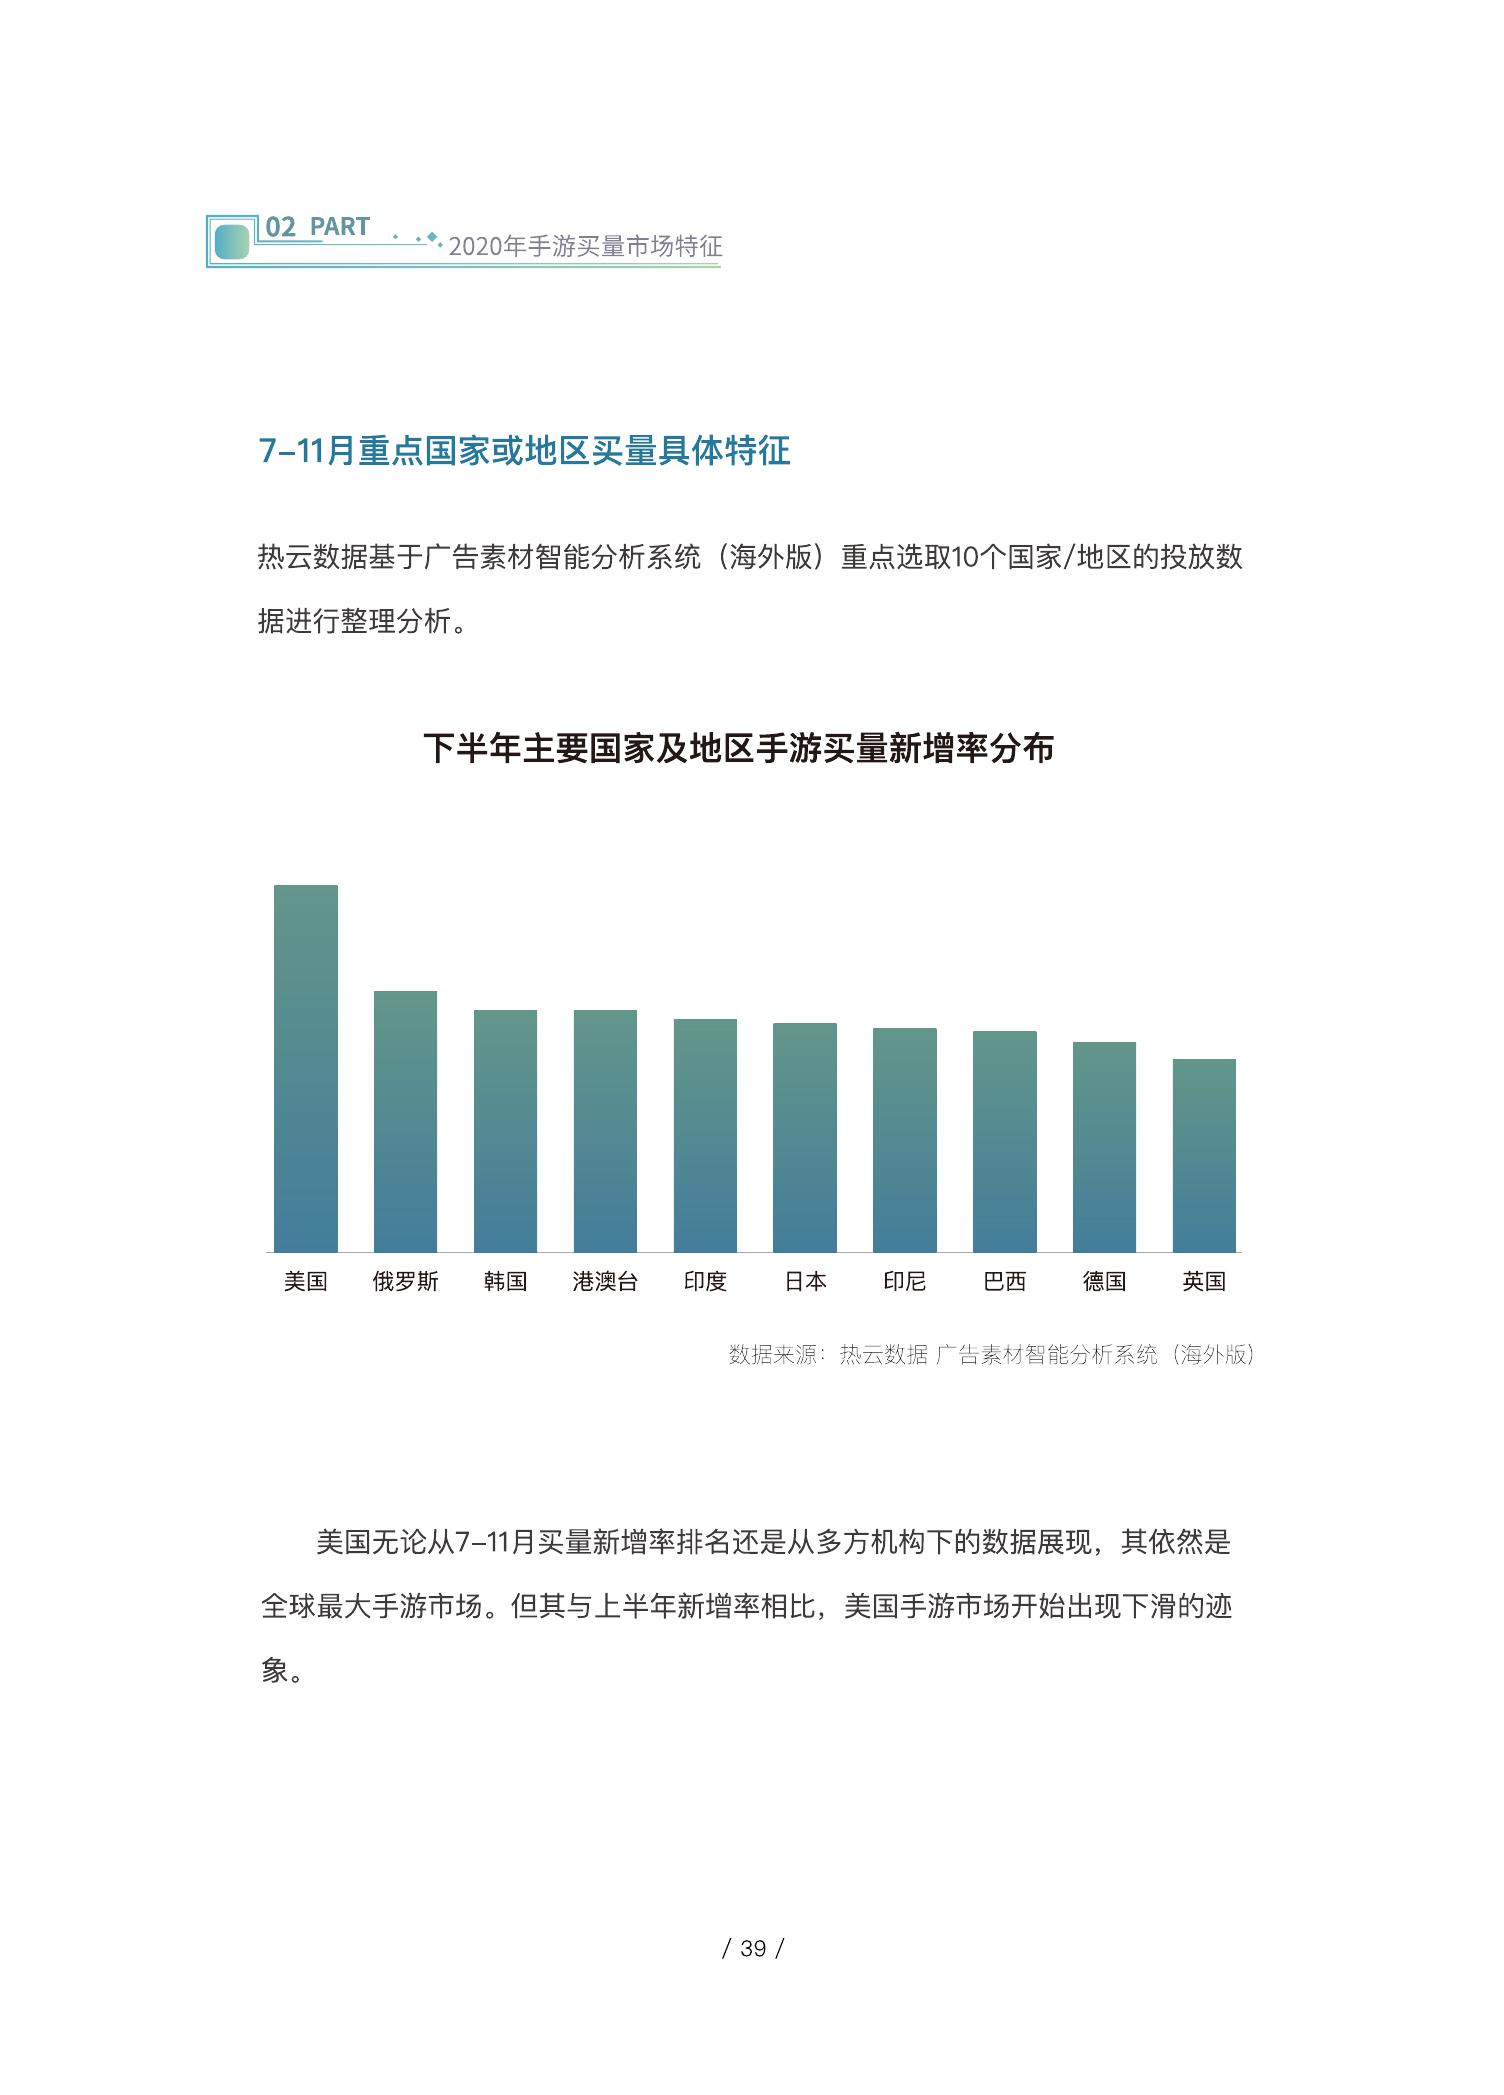 02 PART
2020年手游买量市场特征
7–11月重点国家或地区买量具体特征
热云数据基于广告素材智能分析系统（海外版）重点选取10个国家/地区的投放数
据进行整理分析。
下半年主要国家及地区手游买量新增率分布
美国 俄罗斯 韩国 港澳台 印度 日本 印尼 巴西 德国 英国
数据来源：热云数据 广告素材智能分析系统（海外版）
美国无论从7–11月买量新增率排名还是从多方机构下的数据展现，其依然是
全球最大手游市场。但其与上半年新增率相比，美国手游市场开始出现下滑的迹
象。
/ 39 /